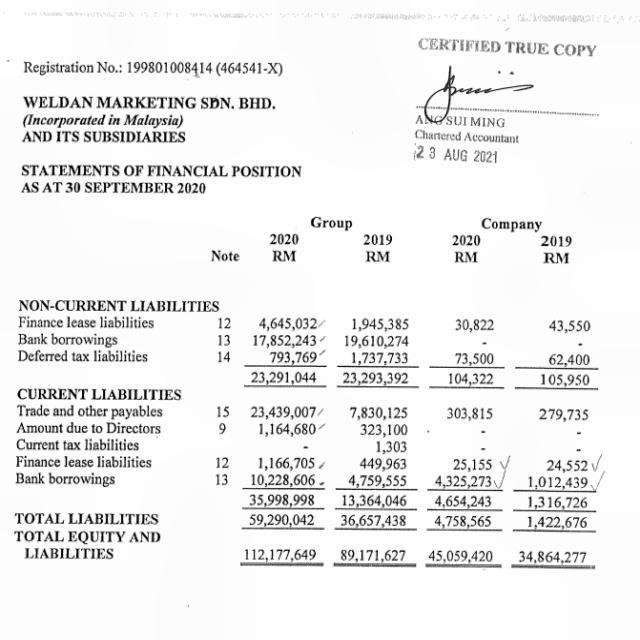 CERTIFIED TRUE COPY
Registration No.: 199801008414 (464541-X)
WELDAN MARKETING SDN. BHD.
(Incorporated in Malaysia)
AND ITS SUBSIDIARIES
ANG SUI MING
Chartered Accountant
23 AUG 2021
STATEMENTS OF FINANCIAL POSITION
AS AT 30 SEPTEMBER 2020
Group Company
2020 2019 2020 2019
Note RM RM RM RM
NON-CURRENT LIABILITIES
Finance lease liabilities 12 4,645,032 1,945,385 30,822 43,550
Bank borrowings 13 17,852,243 19,610,274 - -
Deferred tax liabilities 14 793,769 1,737,733 73,500 62,400
23,291,044 23,293,392 104,322 105,950
CURRENT LIABILITIES
Trade and other payables 15 23,439,007 7,830,125 303,815 279,735
Amount due to Directors 9 1,164,680 323,100 - -
Current tax liabilities - 1,303 - -
Finance lease liabilities 12 1,166,705 449,963 25,155 24,552
Bank borrowings 13 10,228,606 4,759,555 4,325,273 1,012,439
35,998,998 13,364,046 4,654,243 1,316,726
TOTAL LIABILITIES 59,290,042 36,657,438 4,758,565 1,422,676
TOTAL EQUITY AND
LIABILITIES 112,177,649 89,171,627 45,059,420 34,864,277